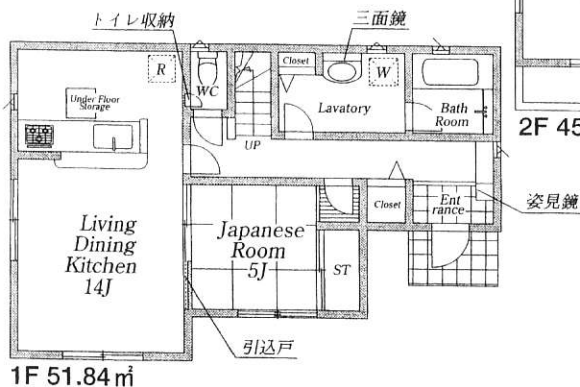 トイレ収納
三面鏡
R
WC
Closet
W
Under Floor
Storage
Lavatory
Bath
Room
2F 45
UP
姿見鏡
Closet
Ent
rance
Living
Dining
Kitchen
14J
Japanese
Room
5J
ST
引込戸
1F 51.84㎡